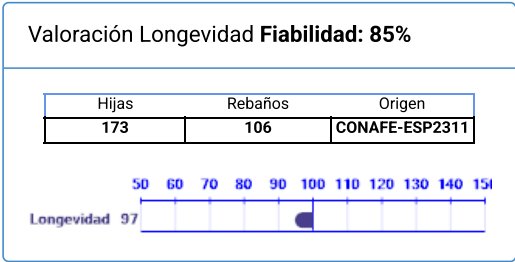 Valoración Longevidad Fiabilidad: 85%
Hijas Rebaños Origen
173 106 CONAFE-ESP2311
50 60 70 80 90 100 110 120 130 140 15
Longevidad 97